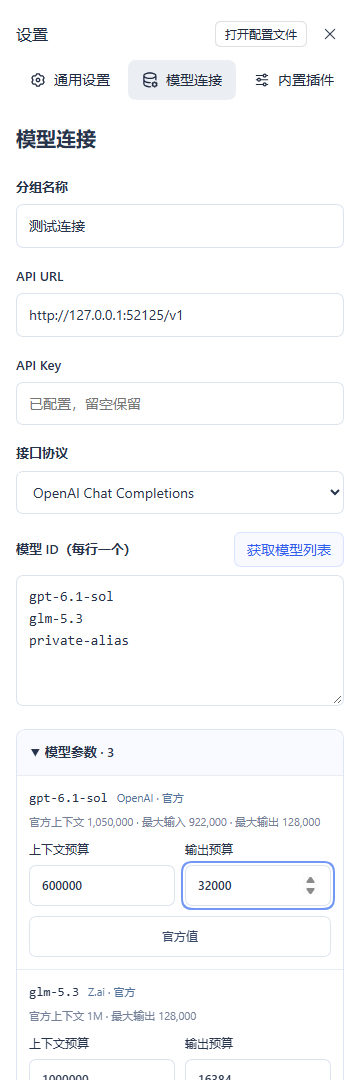 设置
打开配置文件
通用设置
模型连接
内置插件
模型连接
分组名称
测试连接
API URL
http://127.0.0.1:52125/v1
API Key
已配置，留空保留
接口协议
OpenAI Chat Completions
模型 ID（每行一个）
获取模型列表
gpt-6.1-sol
glm-5.3
private-alias
▼ 模型参数 · 3
gpt-6.1-sol OpenAI · 官方
官方上下文 1,050,000 · 最大输入 922,000 · 最大输出 128,000
上下文预算 输出预算
600000 32000
官方值
glm-5.3 Z.ai · 官方
官方上下文 1M · 最大输出 128,000
上下文预算 输出预算
1000000 16384